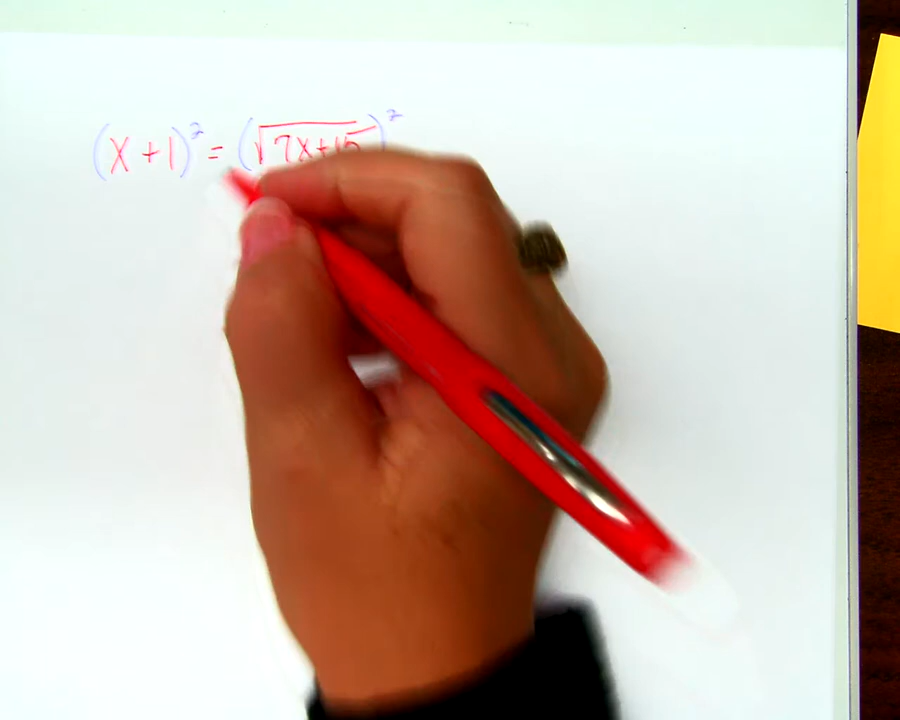 (x+1)² = (√7x+15)²